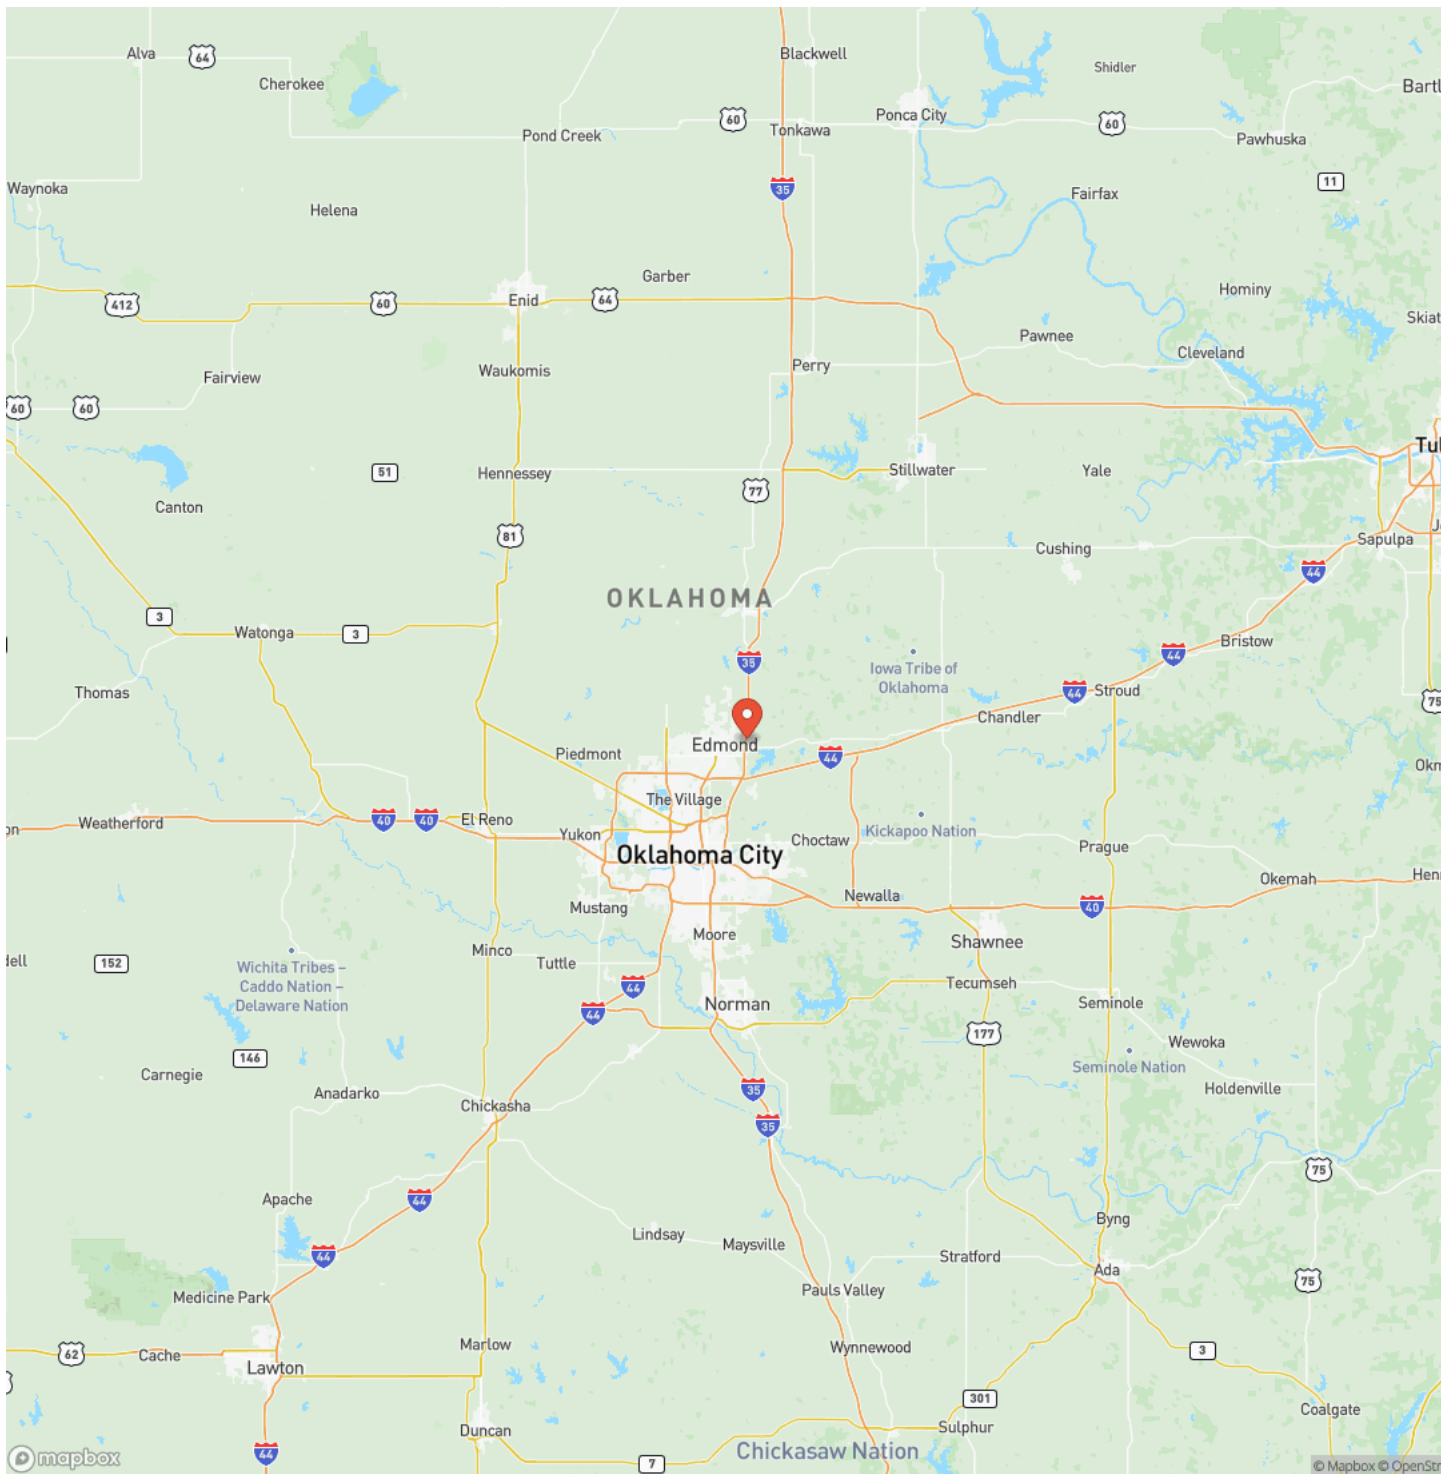 Alva
64
Blackwell
Shidler
Cherokee
Bartl
Ponca City
60
Tonkawa
60
Pond Creek
Pawhuska
Waynoka
35
11
Fairfax
Helena
Garber
Hominy
412
60
Enid
64
Skiat
Pawnee
Cleveland
Perry
Waukomis
Fairview
60
60
Tul
51
Hennessey
Stillwater
Yale
77
Canton
81
Cushing
Sapulpa
44
OKLAHOMA
3
Watonga
3
Bristow
35
44
Iowa Tribe of
Oklahoma
Thomas
44
Stroud
75
Chandler
Edmond
Piedmont
44
Okm
The Village
Weatherford
40
40
El Reno
on
Yukon
Choctaw
Kickapoo Nation
Prague
Oklahoma City
Okemah
Henr
Newalla
Mustang
40
Moore
Shawnee
Minco
dell
152
Tuttle
Wichita Tribes –
Caddo Nation –
Delaware Nation
44
Tecumseh
Norman
Seminole
44
177
Wewoka
146
Seminole Nation
Carnegie
Anadarko
35
Holdenville
Chickasha
35
75
Apache
44
Byng
Lindsay
Maysville
44
Stratford
Ada
75
Medicine Park
Pauls Valley
Marlow
Wynnewood
62
Cache
3
Lawton
301
Coalgate
Duncan
Sulphur
Chickasaw Nation
44
7
mapbox
© Mapbox © OpenStr